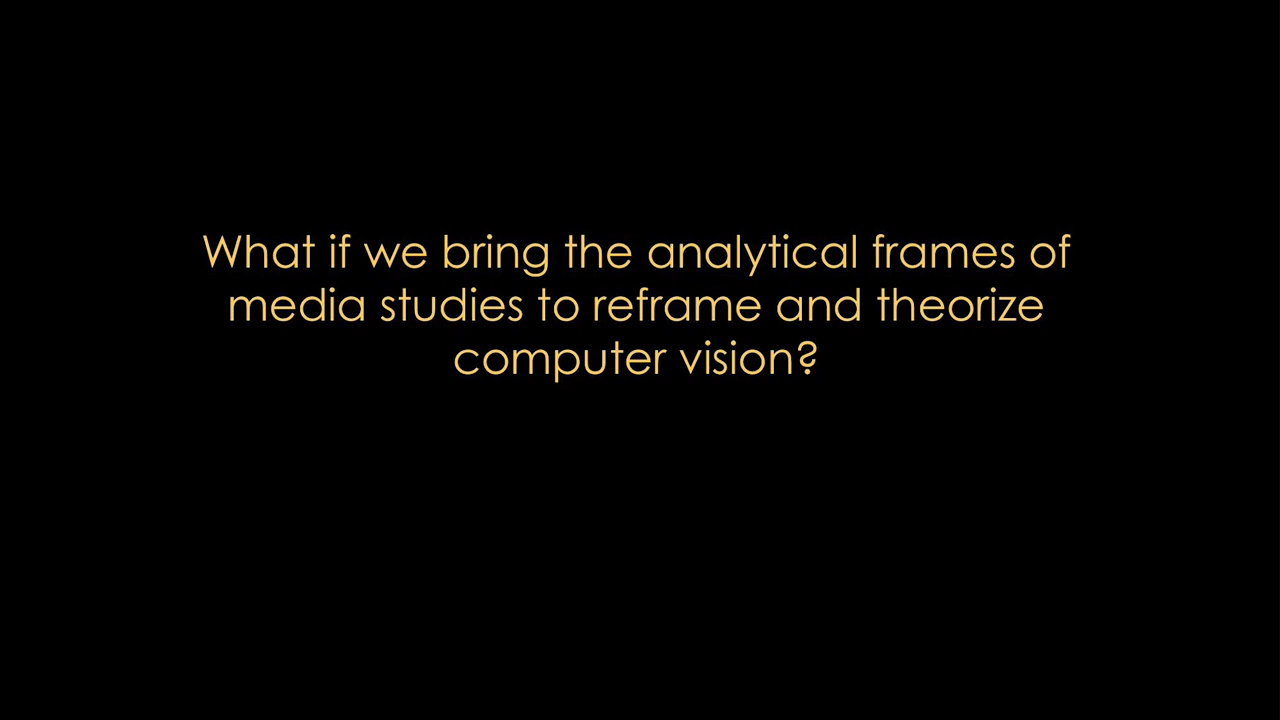 What if we bring the analytical frames of
media studies to reframe and theorize
computer vision?